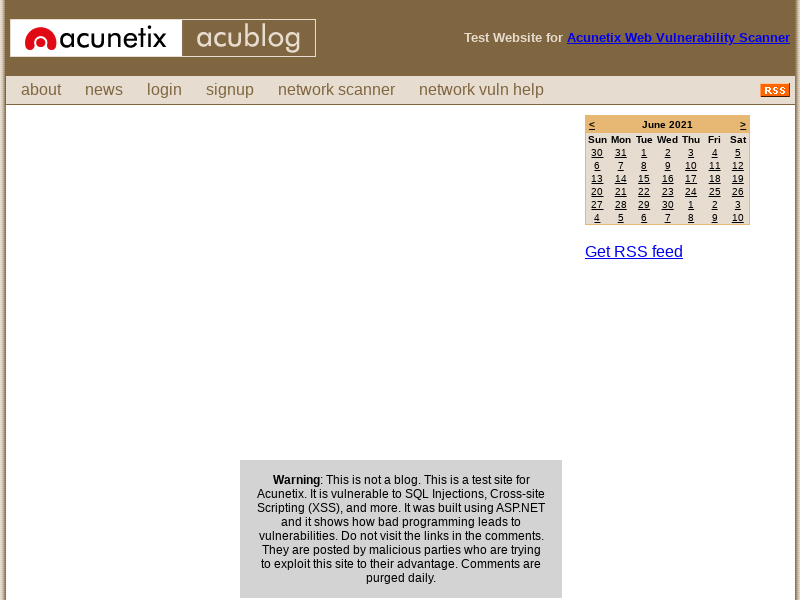 acunetix acublog
Test Website for Acunetix Web Vulnerability Scanner
about news login signup network scanner network vuln help
RSS
< June 2021 >
Sun Mon Tue Wed Thu Fri Sat
30 31 1 2 3 4 5
6 7 8 9 10 11 12
13 14 15 16 17 18 19
20 21 22 23 24 25 26
27 28 29 30 1 2 3
4 5 6 7 8 9 10
Get RSS feed
Warning: This is not a blog. This is a test site for
Acunetix. It is vulnerable to SQL Injections, Cross-site
Scripting (XSS), and more. It was built using ASP.NET
and it shows how bad programming leads to
vulnerabilities. Do not visit the links in the comments.
They are posted by malicious parties who are trying
to exploit this site to their advantage. Comments are
purged daily.